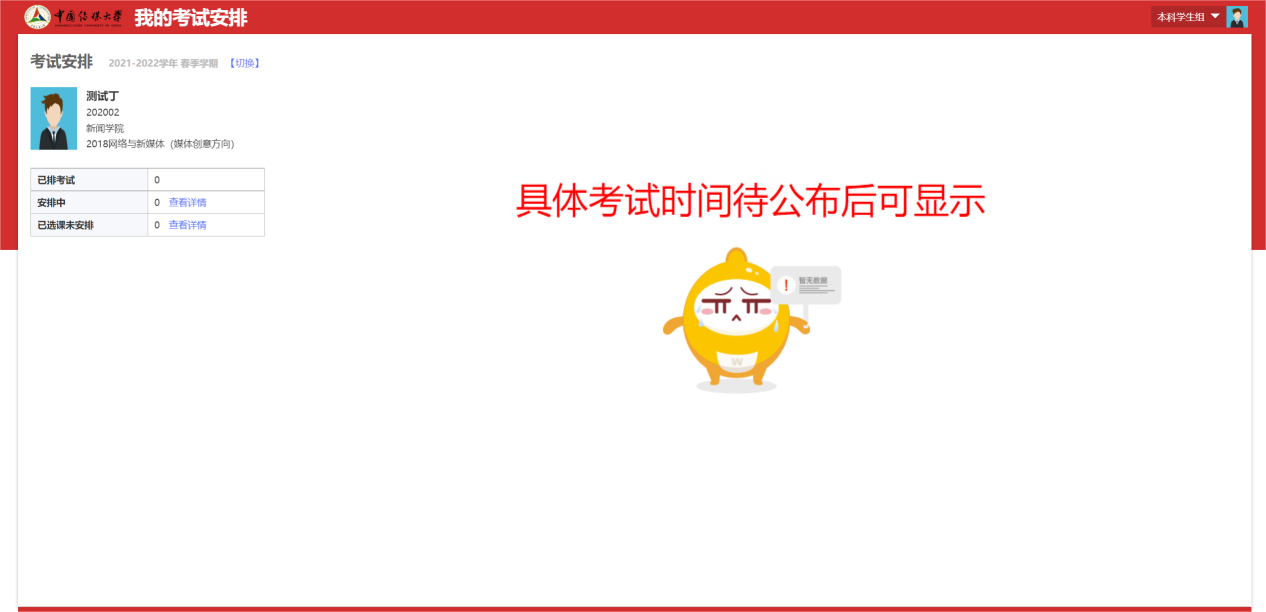 中国传媒大学 我的考试安排
本科学生组
考试安排 2021-2022学年 春季学期 【切换】
测试丁
202002
新闻学院
2018网络与新媒体（媒体创意方向）
已排考试 0
安排中 0 查看详情
已选课未安排 0 查看详情
具体考试时间待公布后可显示
暂无数据
W